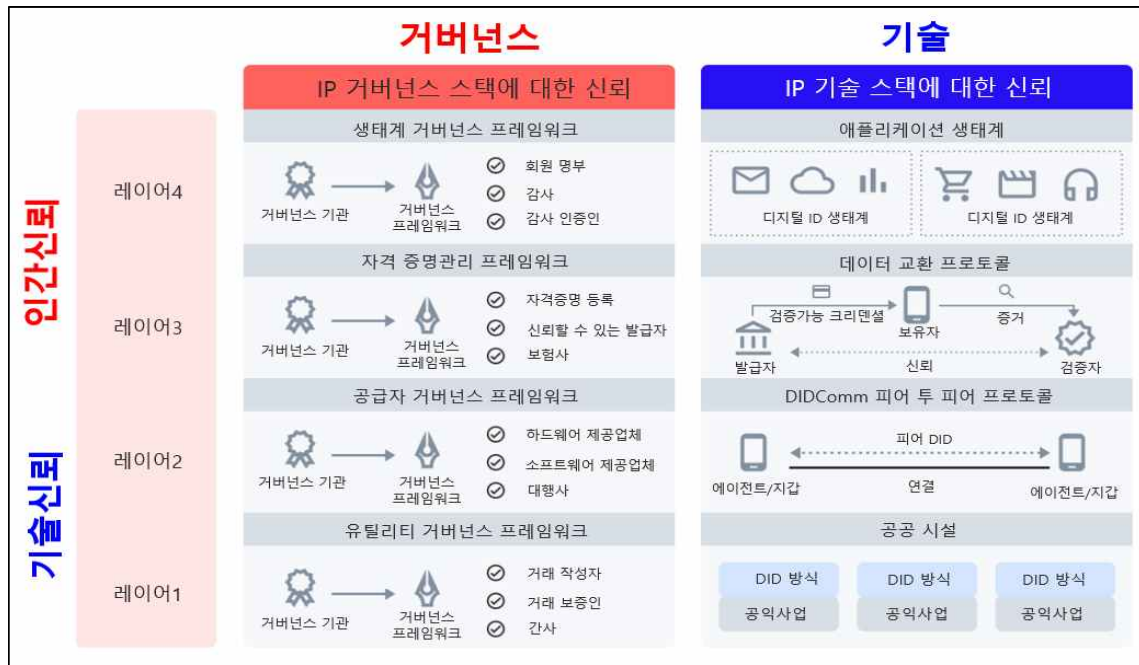 거버넌스
기술
IP 거버넌스 스택에 대한 신뢰
IP 기술 스택에 대한 신뢰
인간신뢰
기술신뢰
레이어4
생태계 거버넌스 프레임워크
거버넌스 기관
거버넌스
프레임워크
회원 명부
감사
감사 인증인
애플리케이션 생태계
디지털 ID 생태계
디지털 ID 생태계
레이어3
자격 증명관리 프레임워크
거버넌스 기관
거버넌스
프레임워크
자격증명 등록
신뢰할 수 있는 발급자
보험사
데이터 교환 프로토콜
검증가능 크리덴셜
보유자
증거
발급자
신뢰
검증자
레이어2
공급자 거버넌스 프레임워크
거버넌스 기관
거버넌스
프레임워크
하드웨어 제공업체
소프트웨어 제공업체
대행사
DIDComm 피어 투 피어 프로토콜
피어 DID
에이전트/지갑
연결
에이전트/지갑
레이어1
유틸리티 거버넌스 프레임워크
거버넌스 기관
거버넌스
프레임워크
거래 작성자
거래 보증인
간사
공공 시설
DID 방식
DID 방식
DID 방식
공익사업
공익사업
공익사업